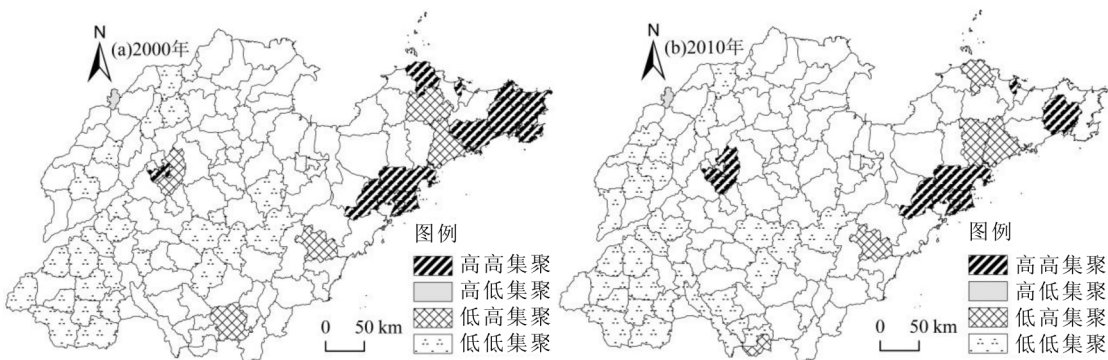 N
(a)2000年
图例
高高集聚
高低集聚
低高集聚
低低集聚
0 50 km
N
(b)2010年
图例
高高集聚
高低集聚
低高集聚
低低集聚
0 50 km